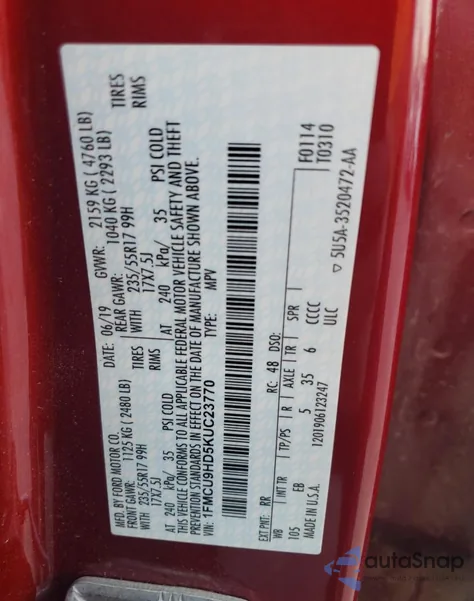 MFD. BY FORD MOTOR CO.
DATE: 06/19 GVWR: 2159 KG ( 4760 LB)
FRONT GAWR: 1125 KG ( 2480 LB) REAR GAWR: 1040 KG ( 2293 LB)
WITH 235/55R17 99H TIRES WITH 235/55R17 99H TIRES
17X7.5J RIMS 17X7.5J RIMS
AT 240 kPa/ 35 PSI COLD AT 240 kPa/ 35 PSI COLD
THIS VEHICLE CONFORMS TO ALL APPLICABLE FEDERAL MOTOR VEHICLE SAFETY AND THEFT
PREVENTION STANDARDS IN EFFECT ON THE DATE OF MANUFACTURE SHOWN ABOVE.
VIN: 1FMCU9HD5KUC23770 TYPE: MPV
F0114
T0310
EXT PNT: RR RC: 48 DSO:
WB INT TR TP/PS R AXLE TR SPR
105 EB 5 35 6 CCCC
MADE IN U.S.A. 1201906123247 ULC
5U5A-3520472-AA
autoSnap